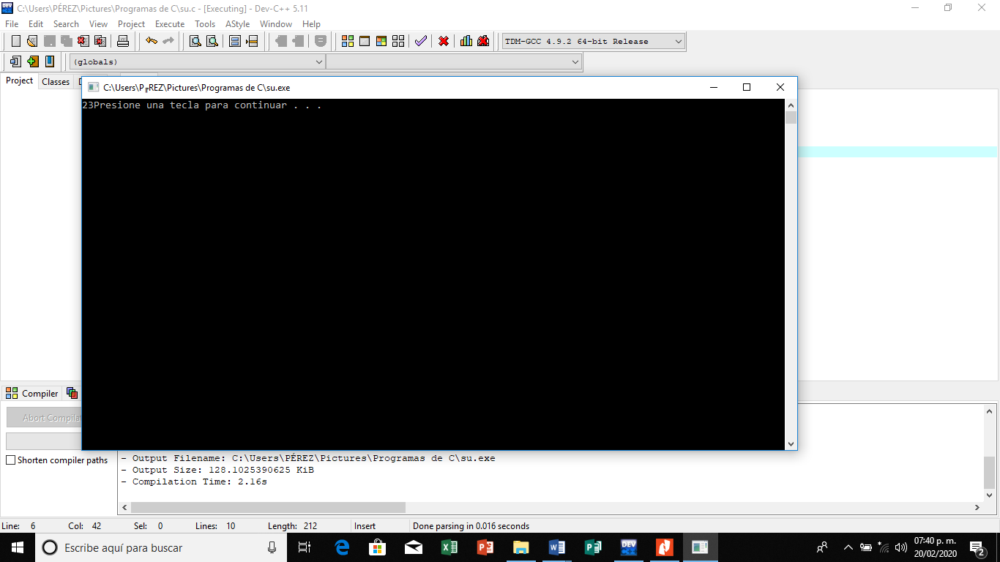 C:\Users\PÉREZ\Pictures\Programas de C\su.c - [Executing] - Dev-C++ 5.11
File Edit Search View Project Execute Tools AStyle Window Help
TDM-GCC 4.9.2 64-bit Release
(globals)
Project Classes
C:\Users\P┌REZ\Pictures\Programas de C\su.exe
23Presione una tecla para continuar . . .
Compiler
Abort Compilat
Shorten compiler paths
- Output Filename: C:\Users\PÉREZ\Pictures\Programas de C\su.exe
- Output Size: 128.1025390625 KiB
- Compilation Time: 2.16s
Line: 6 Col: 42 Sel: 0 Lines: 10 Length: 212 Insert Done parsing in 0.016 seconds
Escribe aquí para buscar
07:40 p. m.
20/02/2020
2